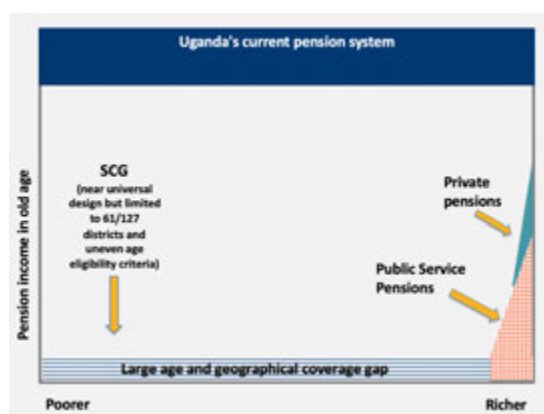 Uganda's current pension system
Pension income in old age
SCG
(near universal
design but limited
to 61/127
districts and
uneven age
eligibility criteria)
Private
pensions
Public Service
Pensions
Large age and geographical coverage gap
Poorer
Richer